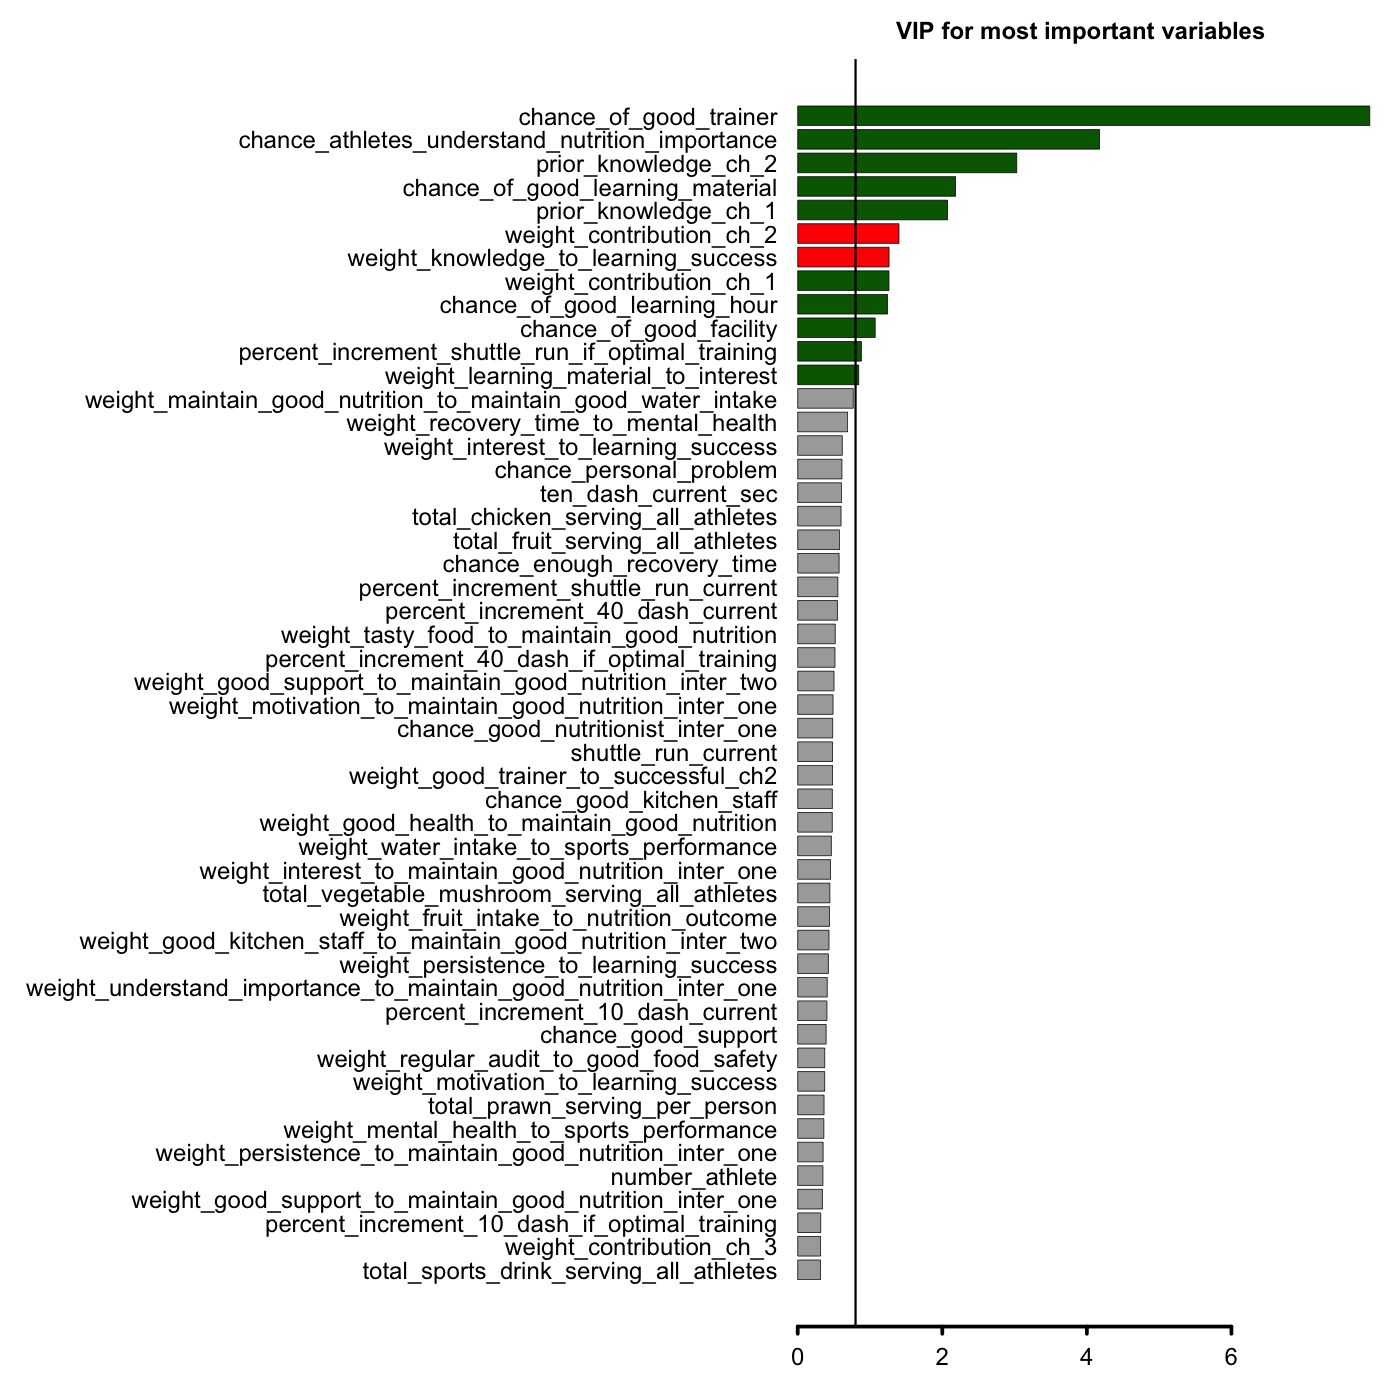 VIP for most important variables
chance_of_good_trainer
chance_athletes_understand_nutrition_importance
prior_knowledge_ch_2
chance_of_good_learning_material
prior_knowledge_ch_1
weight_contribution_ch_2
weight_knowledge_to_learning_success
weight_contribution_ch_1
chance_of_good_learning_hour
chance_of_good_facility
percent_increment_shuttle_run_if_optimal_training
weight_learning_material_to_interest
weight_maintain_good_nutrition_to_maintain_good_water_intake
weight_recovery_time_to_mental_health
weight_interest_to_learning_success
chance_personal_problem
ten_dash_current_sec
total_chicken_serving_all_athletes
total_fruit_serving_all_athletes
chance_enough_recovery_time
percent_increment_shuttle_run_current
percent_increment_40_dash_current
weight_tasty_food_to_maintain_good_nutrition
percent_increment_40_dash_if_optimal_training
weight_good_support_to_maintain_good_nutrition_inter_two
weight_motivation_to_maintain_good_nutrition_inter_one
chance_good_nutritionist_inter_one
shuttle_run_current
weight_good_trainer_to_successful_ch2
chance_good_kitchen_staff
weight_good_health_to_maintain_good_nutrition
weight_water_intake_to_sports_performance
weight_interest_to_maintain_good_nutrition_inter_one
total_vegetable_mushroom_serving_all_athletes
weight_fruit_intake_to_nutrition_outcome
weight_good_kitchen_staff_to_maintain_good_nutrition_inter_two
weight_persistence_to_learning_success
weight_understand_importance_to_maintain_good_nutrition_inter_one
percent_increment_10_dash_current
chance_good_support
weight_regular_audit_to_good_food_safety
weight_motivation_to_learning_success
total_prawn_serving_per_person
weight_mental_health_to_sports_performance
weight_persistence_to_maintain_good_nutrition_inter_one
number_athlete
weight_good_support_to_maintain_good_nutrition_inter_one
percent_increment_10_dash_if_optimal_training
weight_contribution_ch_3
total_sports_drink_serving_all_athletes
0 2 4 6